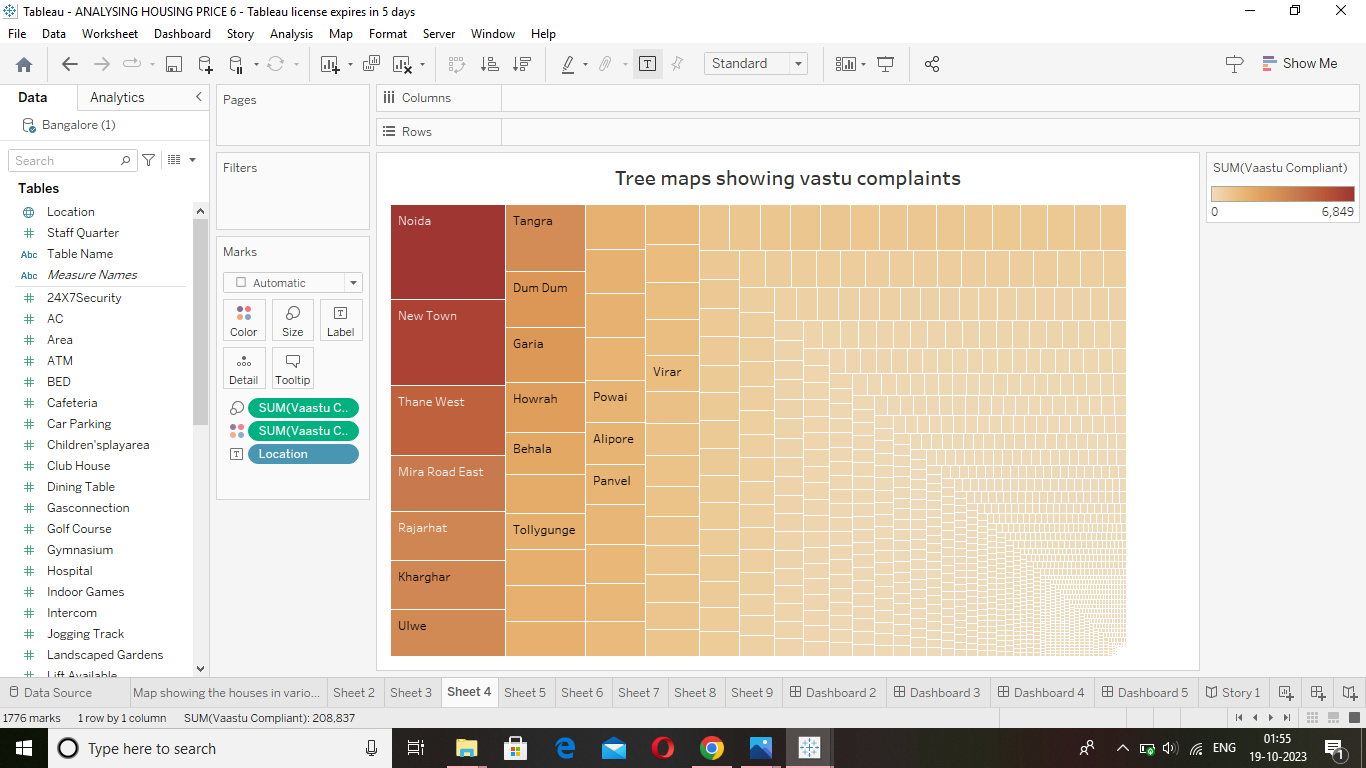 Tableau - ANALYSING HOUSING PRICE 6 - Tableau license expires in 5 days
File Data Worksheet Dashboard Story Analysis Map Format Server Window Help
Standard
Show Me
Data Analytics
Bangalore (1)
Search
Tables
Location
Staff Quarter
Abc Table Name
Abc Measure Names
24X7Security
AC
Area
ATM
BED
Cafeteria
Car Parking
Children'splayarea
Club House
Dining Table
Gasconnection
Golf Course
Gymnasium
Hospital
Indoor Games
Intercom
Jogging Track
Landscaped Gardens
Lift Available
Pages
Filters
Marks
Automatic
Color Size Label
Detail Tooltip
SUM(Vaastu C..
SUM(Vaastu C..
Location
Columns
Rows
Tree maps showing vastu complaints
Noida
New Town
Thane West
Mira Road East
Rajarhat
Kharghar
Ulwe
Tangra
Dum Dum
Garia
Howrah
Behala
Tollygunge
Powai
Alipore
Panvel
Virar
SUM(Vaastu Compliant)
0 6,849
Data Source Map showing the houses in vario... Sheet 2 Sheet 3 Sheet 4 Sheet 5 Sheet 6 Sheet 7 Sheet 8 Sheet 9 Dashboard 2 Dashboard 3 Dashboard 4 Dashboard 5 Story 1
1776 marks 1 row by 1 column SUM(Vaastu Compliant): 208,837
Type here to search
ENG
01:55
19-10-2023
1